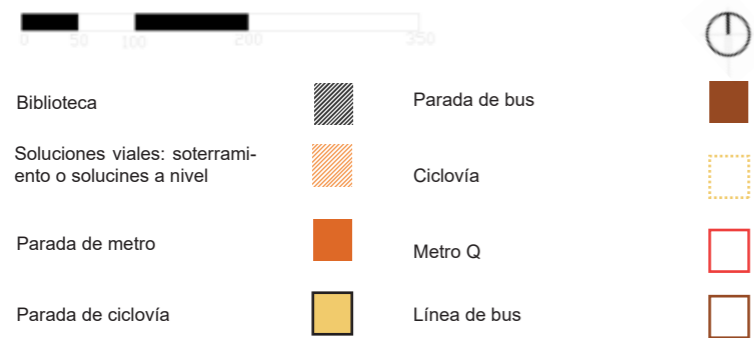 0 50 100 200 350
Biblioteca
Soluciones viales: soterrami-
ento o solucines a nivel
Parada de metro
Parada de ciclovía
Parada de bus
Ciclovía
Metro Q
Línea de bus